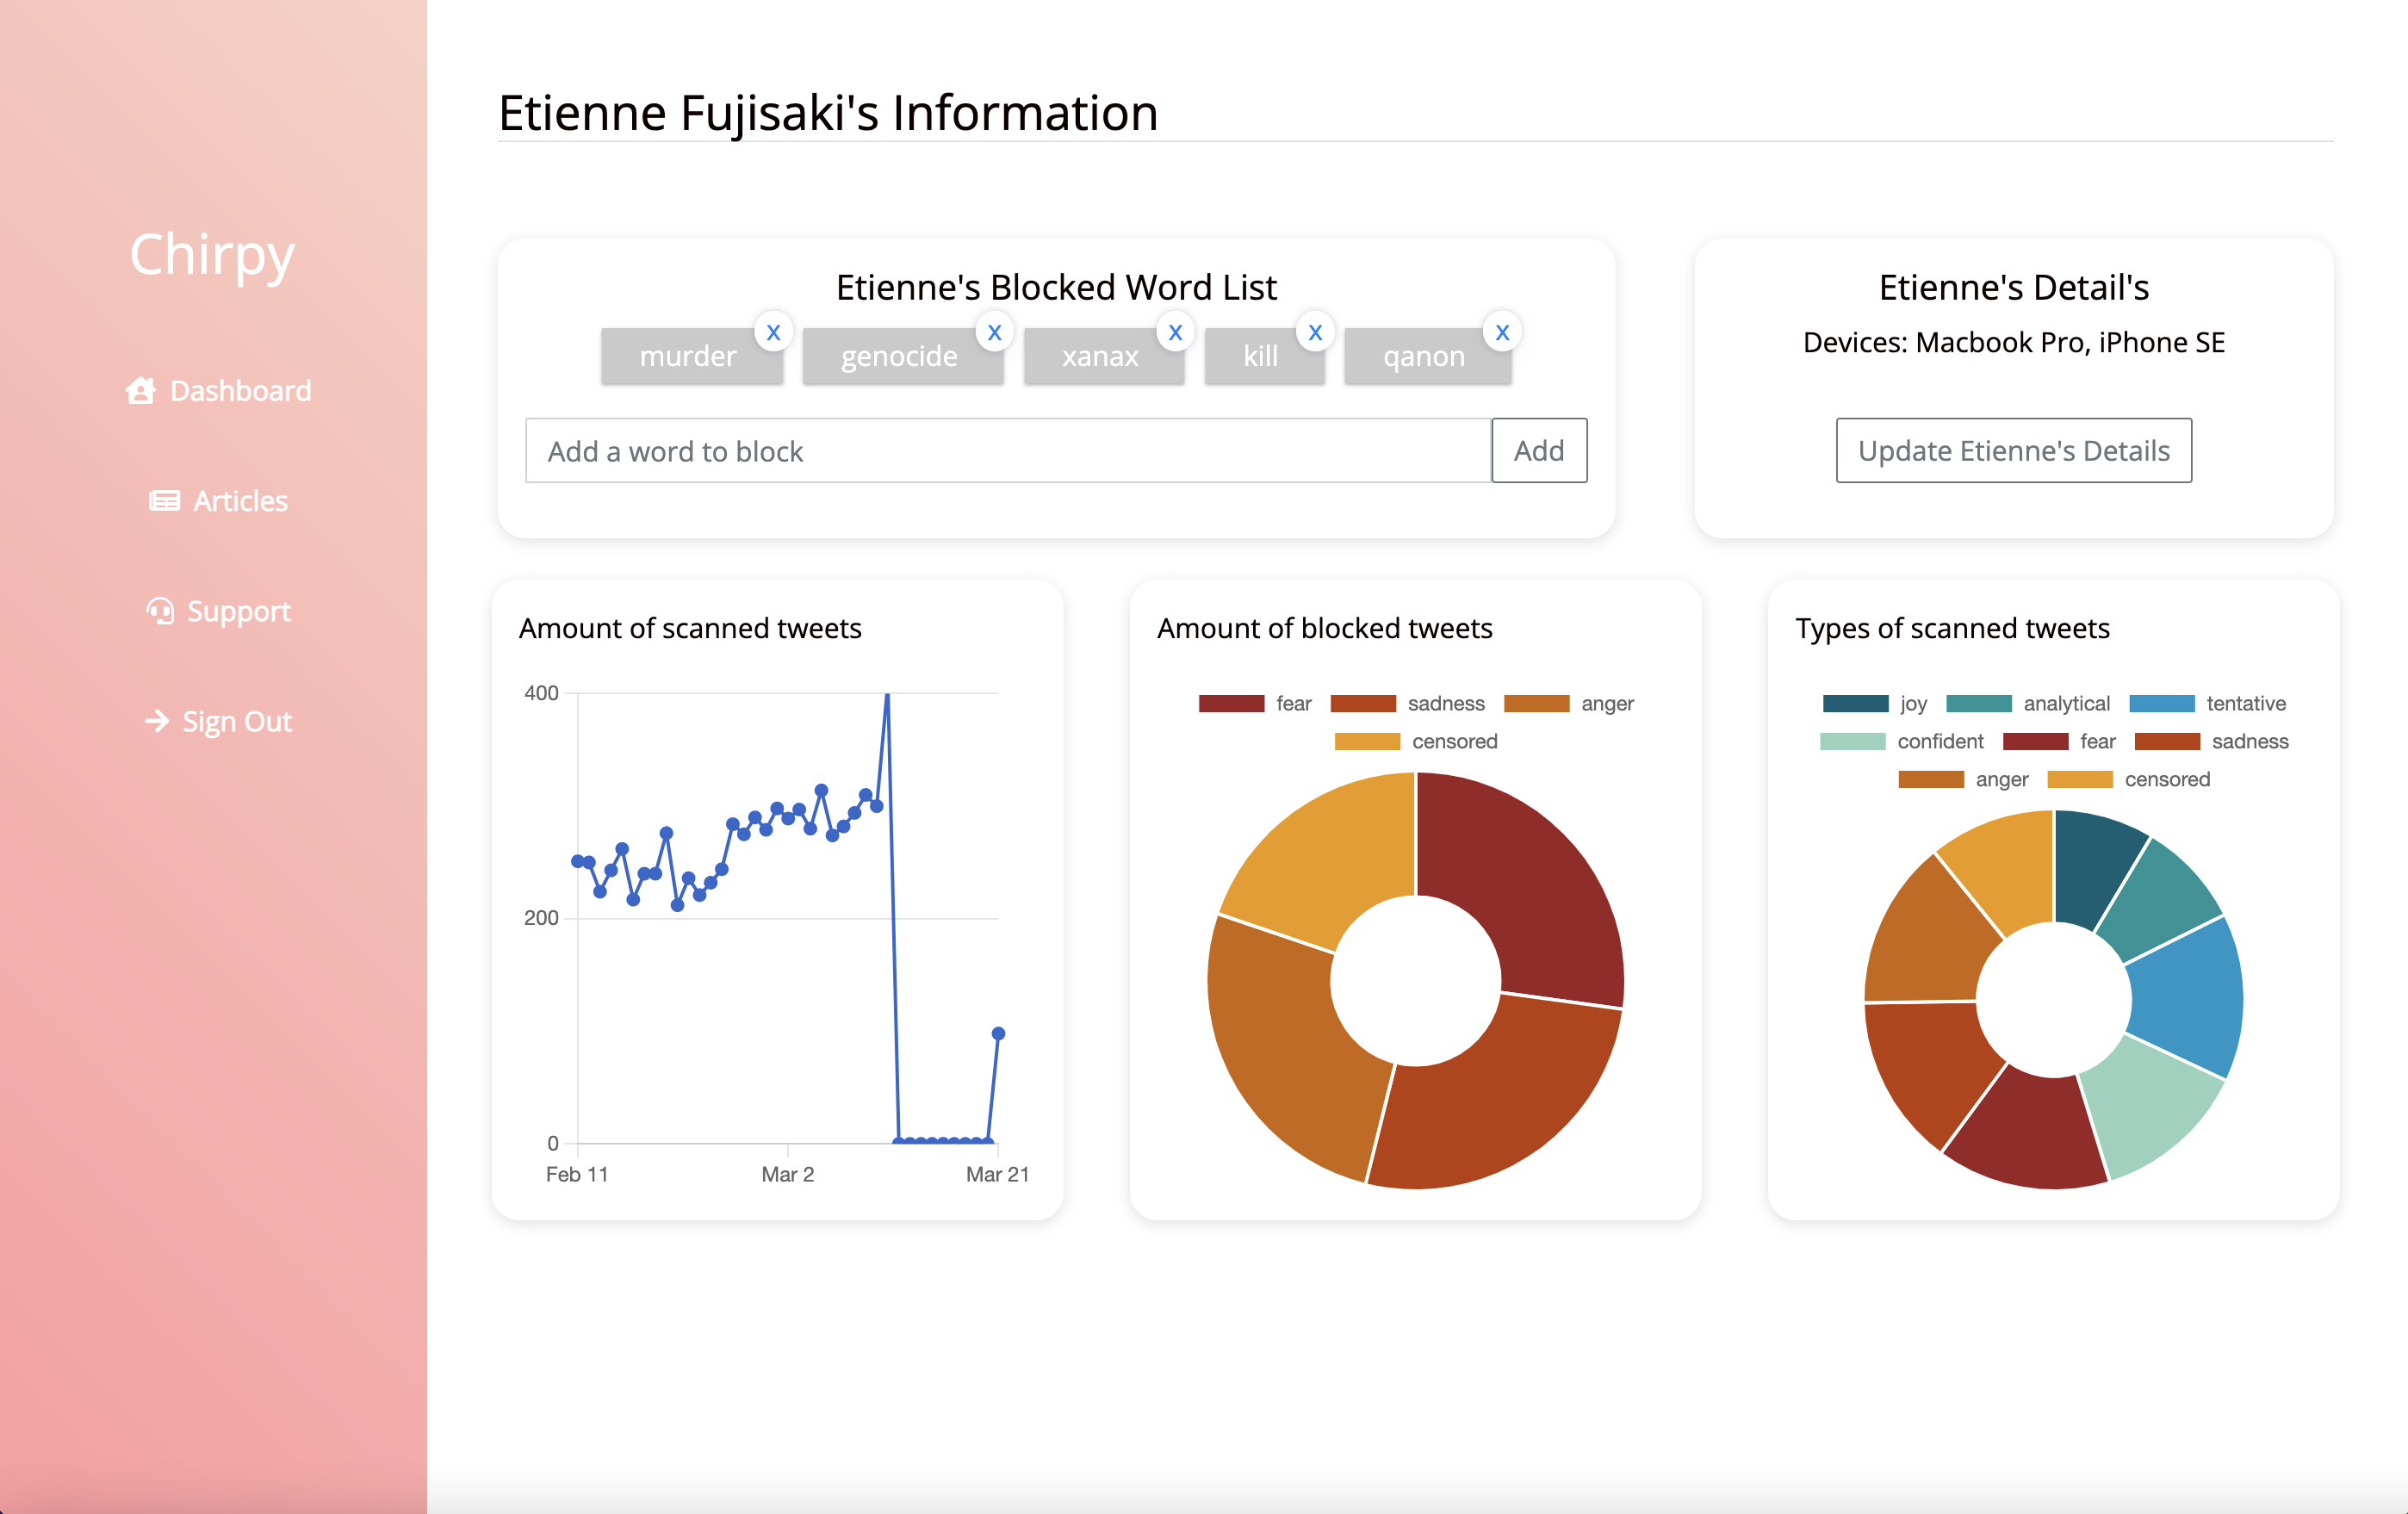 Chirpy
Dashboard
Articles
Support
Sign Out
Etienne Fujisaki's Information
Etienne's Blocked Word List
murder x genocide x xanax x kill x qanon x
Add a word to block Add
Etienne's Detail's
Devices: Macbook Pro, iPhone SE
Update Etienne's Details
Amount of scanned tweets
400
200
0
Feb 11 Mar 2 Mar 21
Amount of blocked tweets
fear sadness anger
censored
Types of scanned tweets
joy analytical tentative
confident fear sadness
anger censored